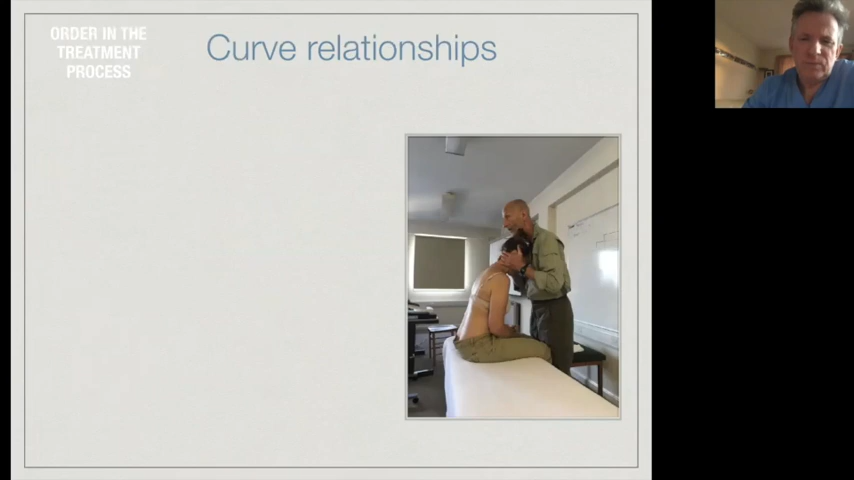 ORDER IN THE
TREATMENT
PROCESS
Curve relationships